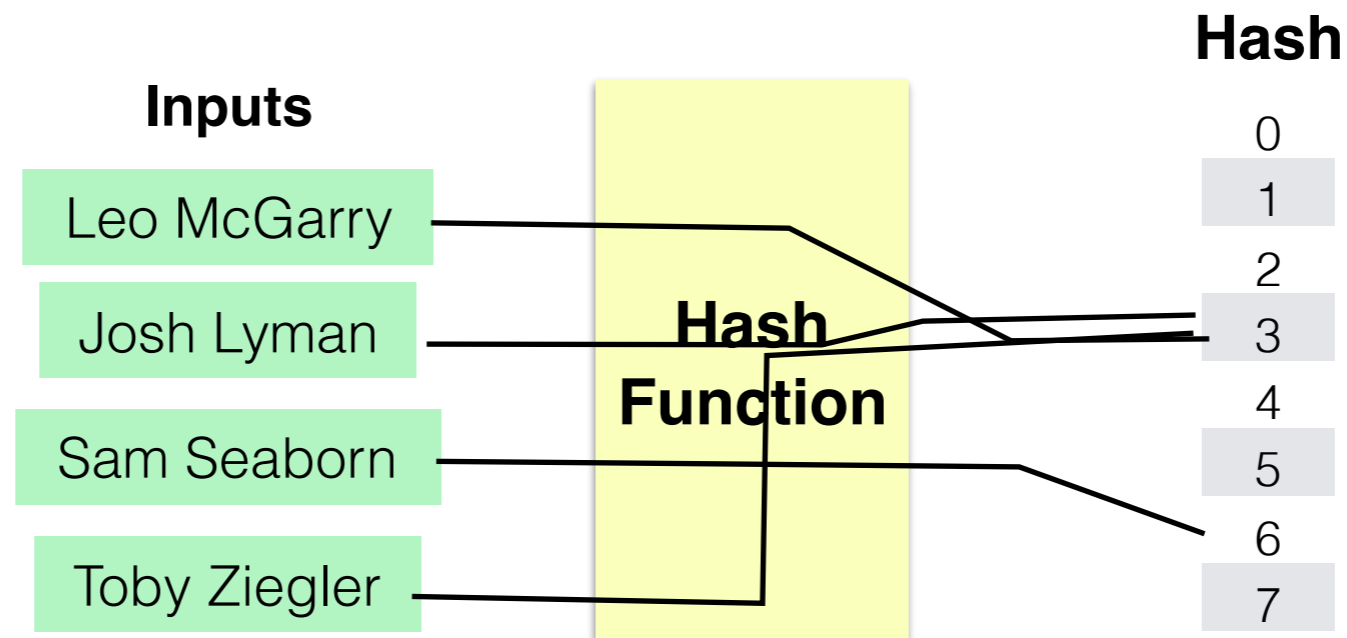 Inputs
Leo McGarry
Josh Lyman
Sam Seaborn
Toby Ziegler
Hash
Function
Hash
0
1
2
3
4
5
6
7